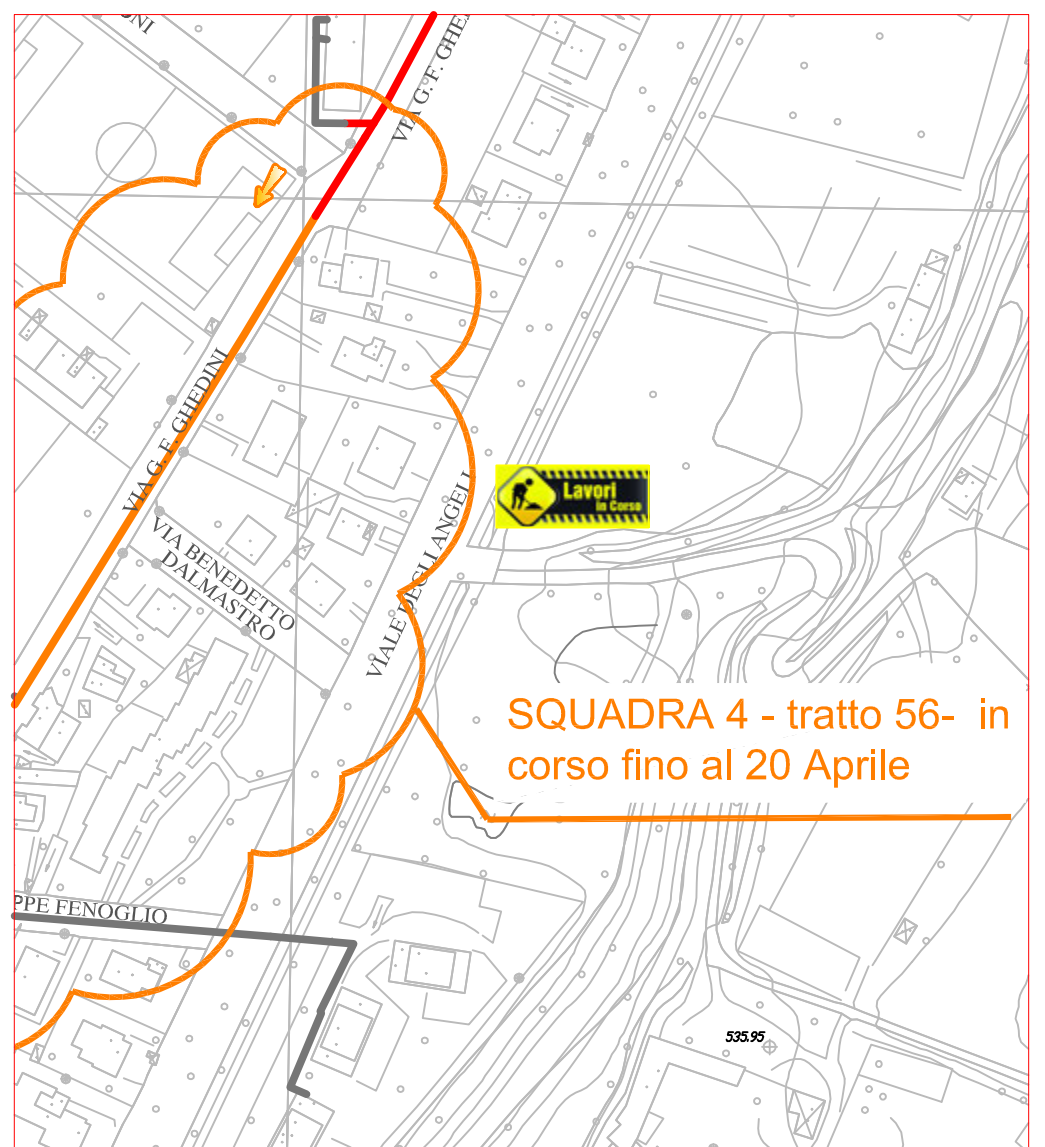 ONI
VIA G. F. GHE
VIA G. F. GHEDINI
Lavori
In Corso
VIALE DEGLI ANGELI
VIA BENEDETTO
DALMASTRO
SQUADRA 4 - tratto 56- in
corso fino al 20 Aprile
PPE FENOGLIO
535.95